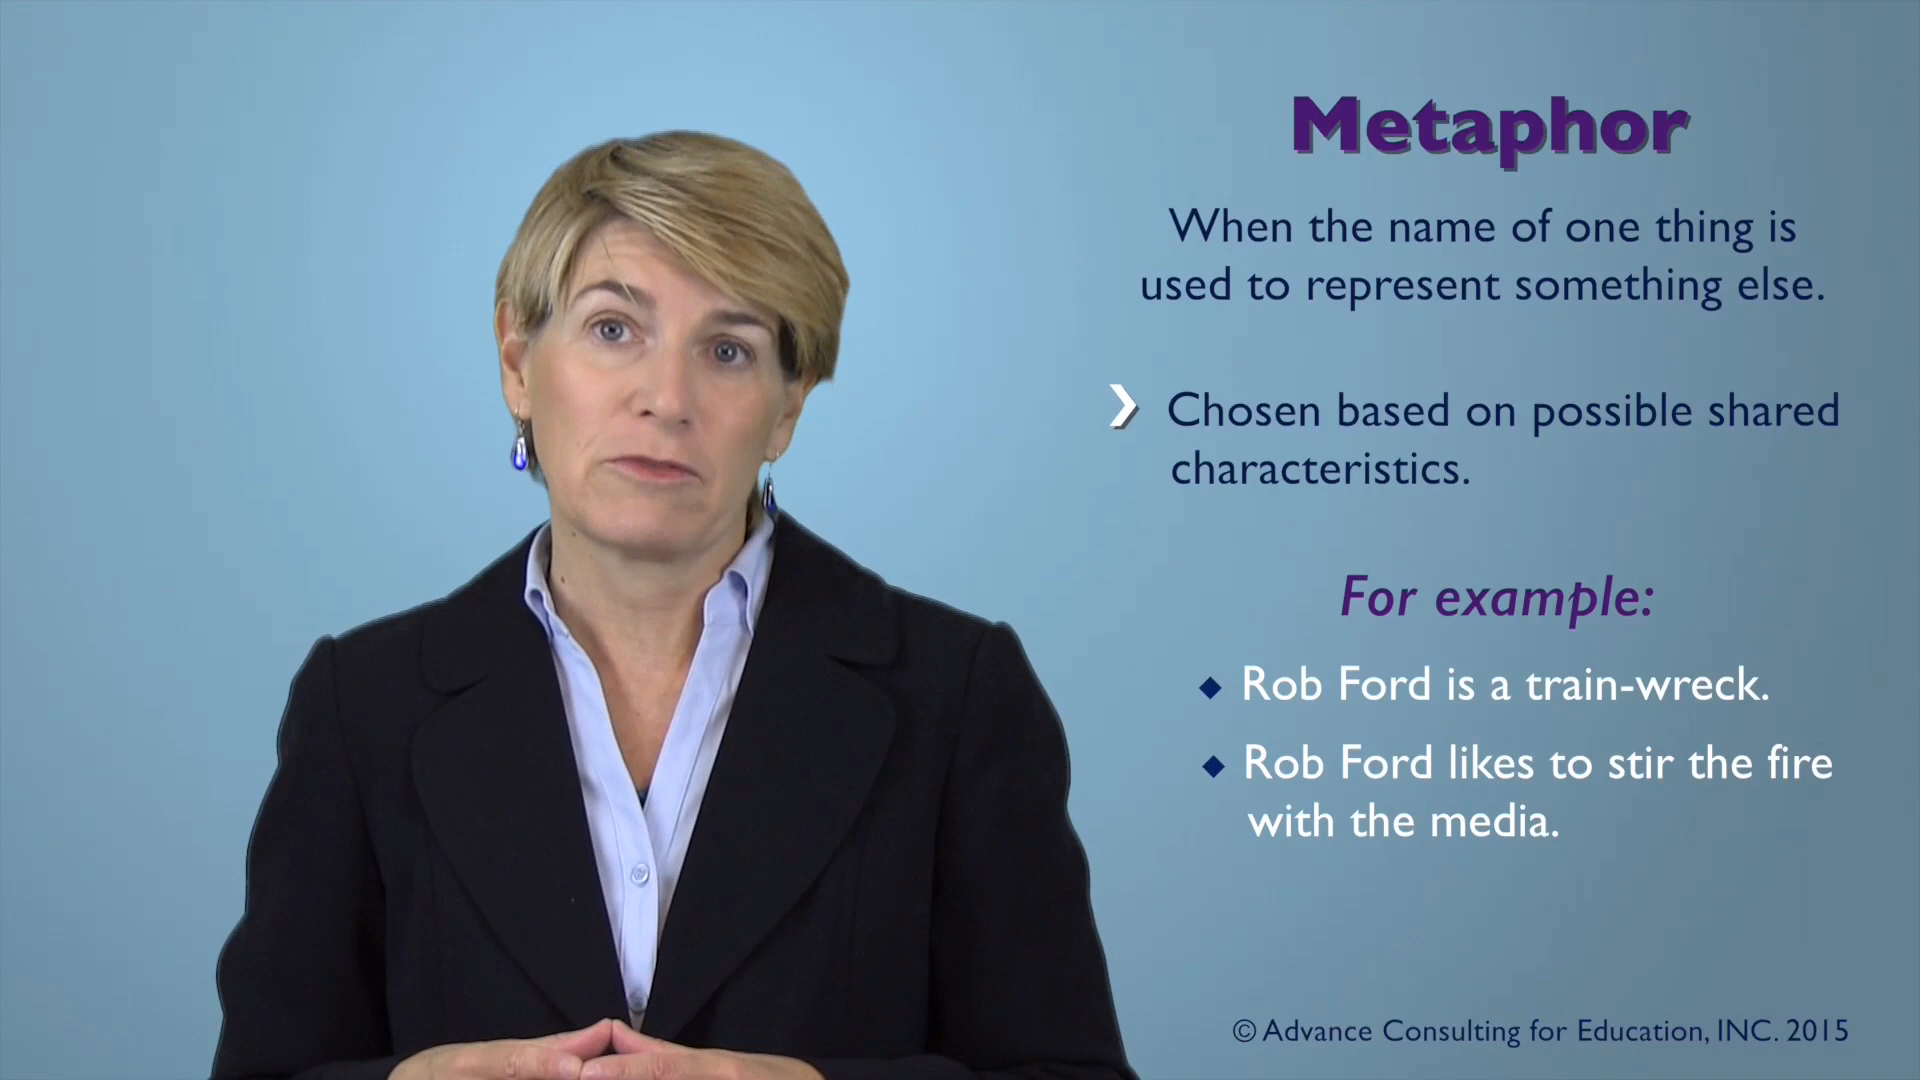 Metaphor
When the name of one thing is
used to represent something else.
Chosen based on possible shared
characteristics.
For example:
Rob Ford is a train-wreck.
Rob Ford likes to stir the fire
with the media.
© Advance Consulting for Education, INC. 2015